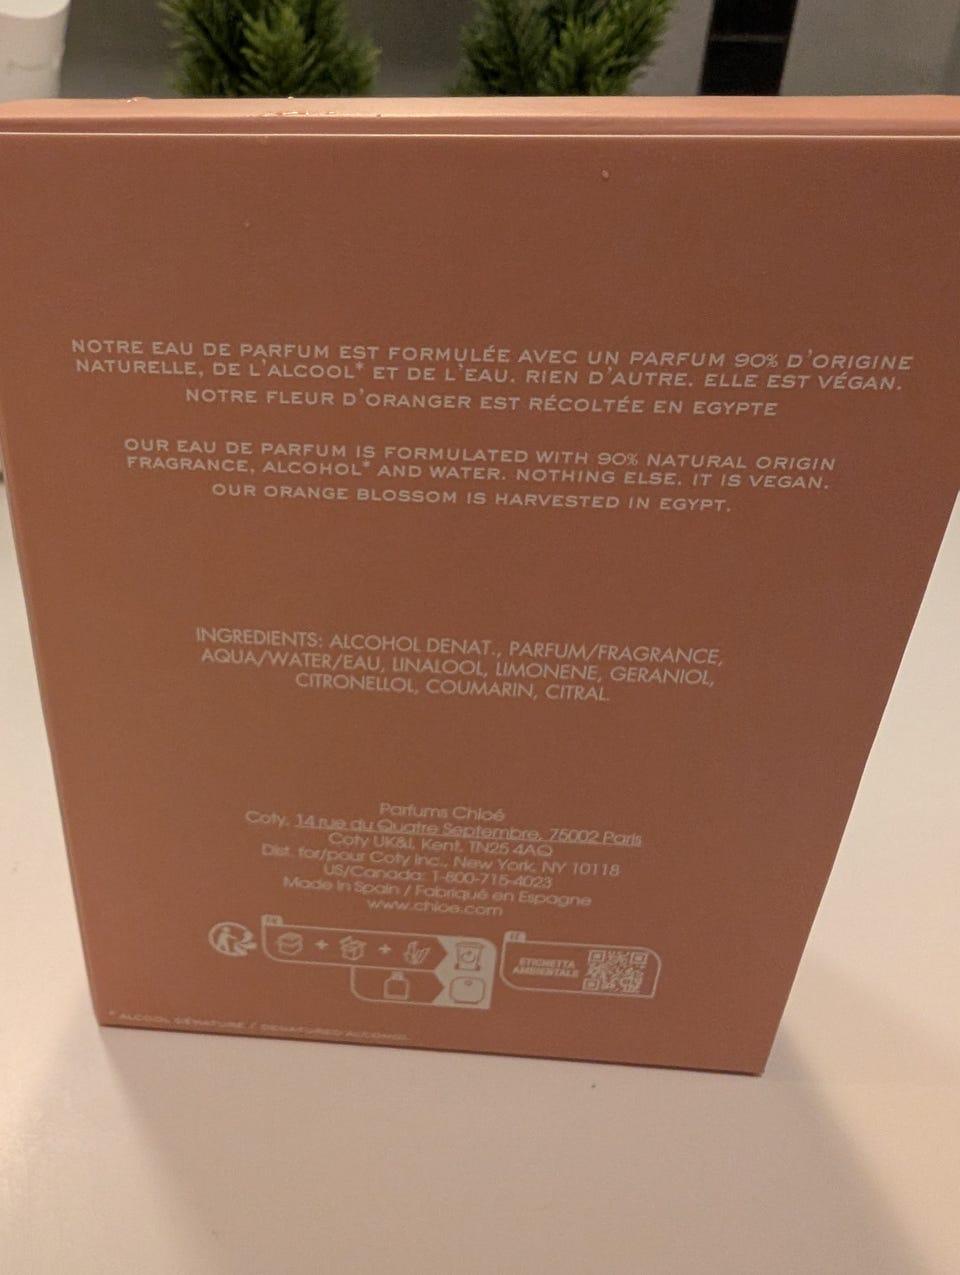 NOTRE EAU DE PARFUM EST FORMULÉE AVEC UN PARFUM 90% D'ORIGINE
NATURELLE, DE L'ALCOOL* ET DE L'EAU. RIEN D'AUTRE. ELLE EST VÉGAN.
NOTRE FLEUR D'ORANGER EST RÉCOLTÉE EN EGYPTE
OUR EAU DE PARFUM IS FORMULATED WITH 90% NATURAL ORIGIN
FRAGRANCE, ALCOHOL* AND WATER. NOTHING ELSE. IT IS VEGAN.
OUR ORANGE BLOSSOM IS HARVESTED IN EGYPT.
INGREDIENTS: ALCOHOL DENAT., PARFUM/FRAGRANCE,
AQUA/WATER/EAU, LINALOOL, LIMONENE, GERANIOL,
CITRONELLOL, COUMARIN, CITRAL.
Parfums Chloé
Coty, 14 rue du Quatre Septembre, 75002 Paris
Coty UK&I, Kent, TN25 4AQ
Dist. for/pour Coty Inc., New York, NY 10118
US/Canada: 1-800-715-4023
Made in Spain / Fabriqué en Espagne
www.chloe.com
FR
IT
ETICHETTA
AMBIENTALE
* ALCOOL DÉNATURÉ / DENATURED ALCOHOL